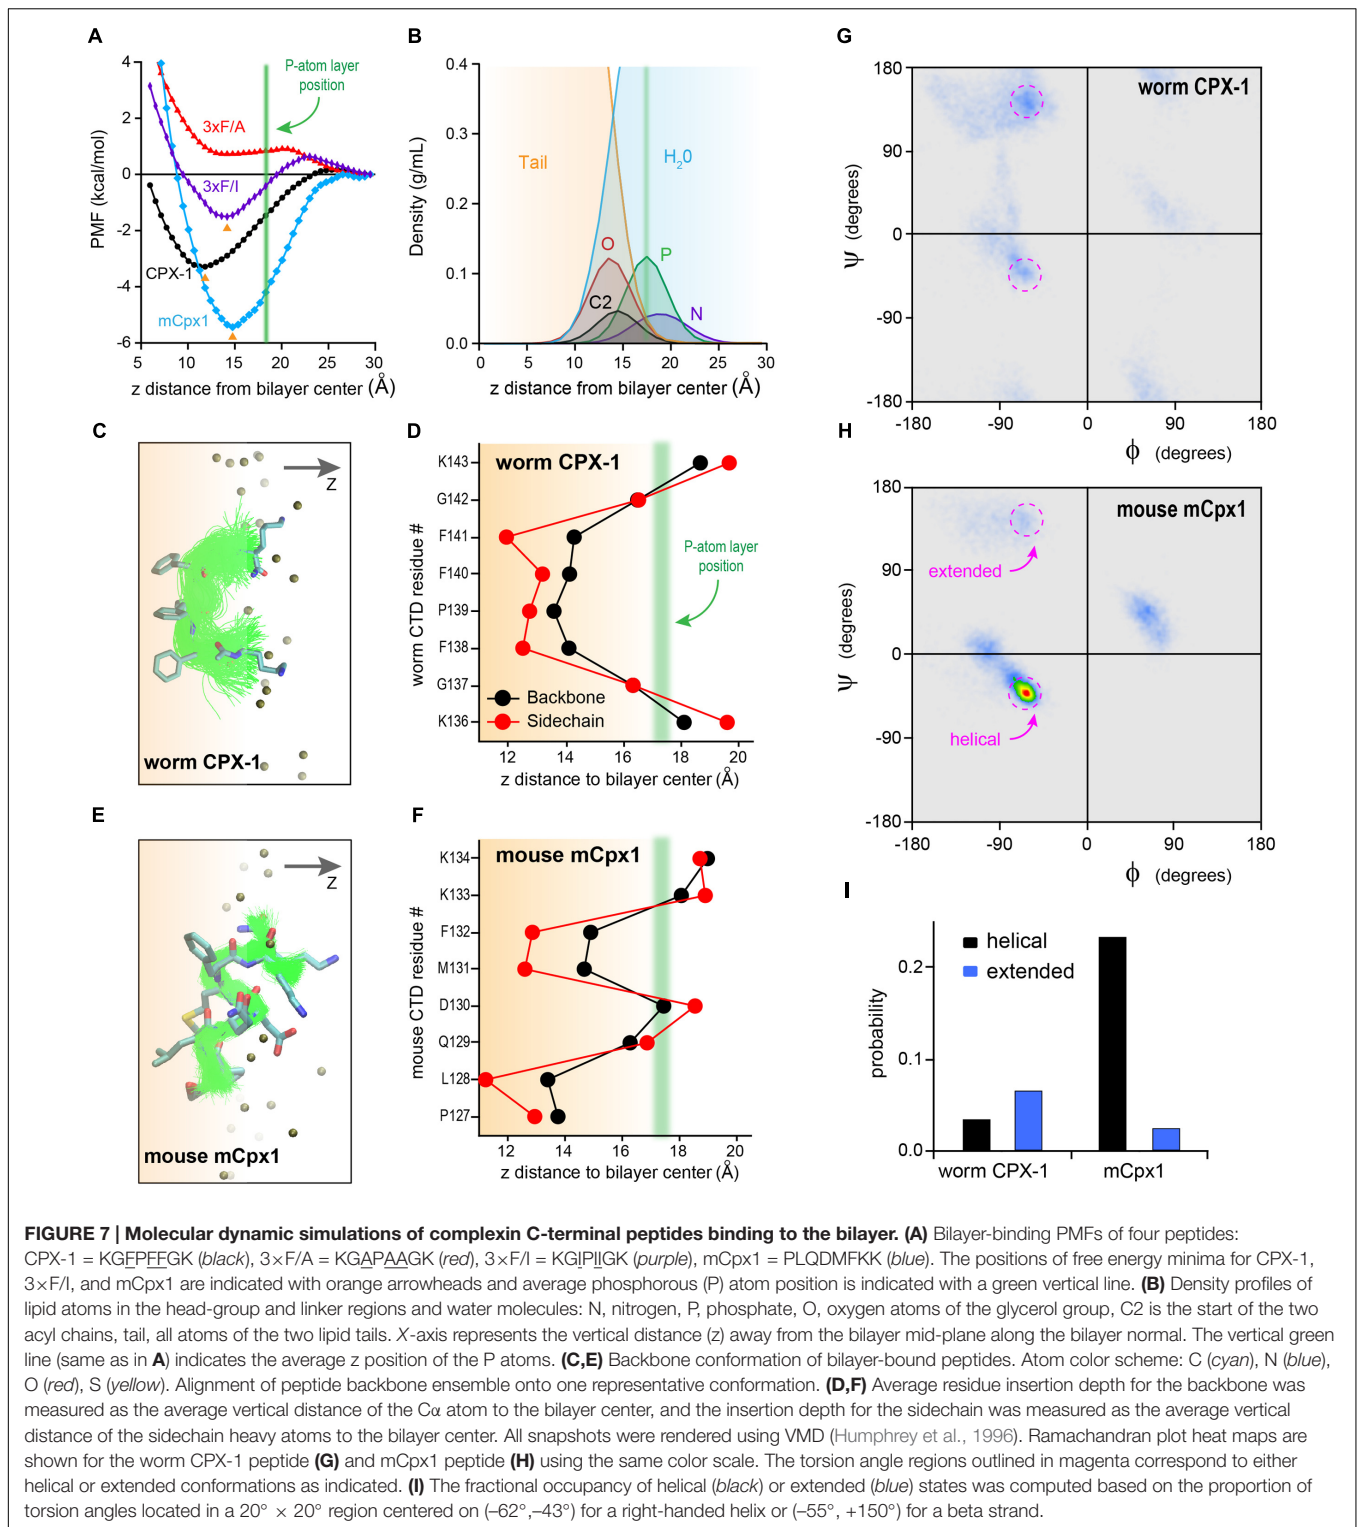 A
P-atom layer
position
4
2
0
-2
-4
-6
PMF (kcal/mol)
3xF/A
3xF/I
CPX-1
mCpx1
5 10 15 20 25 30
z distance from bilayer center (Å)
B
0.4
0.3
0.2
0.1
0.0
Density (g/mL)
Tail
H20
O
P
C2
N
0 5 10 15 20 25 30
z distance from bilayer center (Å)
C
Z
worm CPX-1
D
worm CPX-1
K143
G142
F141
F140
P139
F138
G137
K136
worm CTD residue #
P-atom layer
position
Backbone
Sidechain
12 14 16 18 20
z distance to bilayer center (Å)
E
Z
mouse mCpx1
F
mouse mCpx1
K134
K133
F132
M131
D130
Q129
L128
P127
mouse CTD residue #
12 14 16 18 20
z distance to bilayer center (Å)
G
worm CPX-1
180
90
0
-90
-180
ψ (degrees)
-180 -90 0 90 180
ϕ (degrees)
H
mouse mCpx1
extended
helical
180
90
0
-90
-180
ψ (degrees)
-180 -90 0 90 180
ϕ (degrees)
I
helical
extended
0.2
0.1
0.0
probability
worm CPX-1 mCpx1
FIGURE 7 | Molecular dynamic simulations of complexin C-terminal peptides binding to the bilayer. (A) Bilayer-binding PMFs of four peptides:
CPX-1 = KGFPFFGK (black), 3×F/A = KGAPAAGK (red), 3×F/I = KGIPIIGK (purple), mCpx1 = PLQDMFKK (blue). The positions of free energy minima for CPX-1,
3×F/I, and mCpx1 are indicated with orange arrowheads and average phosphorous (P) atom position is indicated with a green vertical line. (B) Density profiles of
lipid atoms in the head-group and linker regions and water molecules: N, nitrogen, P, phosphate, O, oxygen atoms of the glycerol group, C2 is the start of the two
acyl chains, tail, all atoms of the two lipid tails. X-axis represents the vertical distance (z) away from the bilayer mid-plane along the bilayer normal. The vertical green
line (same as in A) indicates the average z position of the P atoms. (C,E) Backbone conformation of bilayer-bound peptides. Atom color scheme: C (cyan), N (blue),
O (red), S (yellow). Alignment of peptide backbone ensemble onto one representative conformation. (D,F) Average residue insertion depth for the backbone was
measured as the average vertical distance of the Cα atom to the bilayer center, and the insertion depth for the sidechain was measured as the average vertical
distance of the sidechain heavy atoms to the bilayer center. All snapshots were rendered using VMD (Humphrey et al., 1996). Ramachandran plot heat maps are
shown for the worm CPX-1 peptide (G) and mCpx1 peptide (H) using the same color scale. The torsion angle regions outlined in magenta correspond to either
helical or extended conformations as indicated. (I) The fractional occupancy of helical (black) or extended (blue) states was computed based on the proportion of
torsion angles located in a 20° × 20° region centered on (–62°,–43°) for a right-handed helix or (–55°, +150°) for a beta strand.